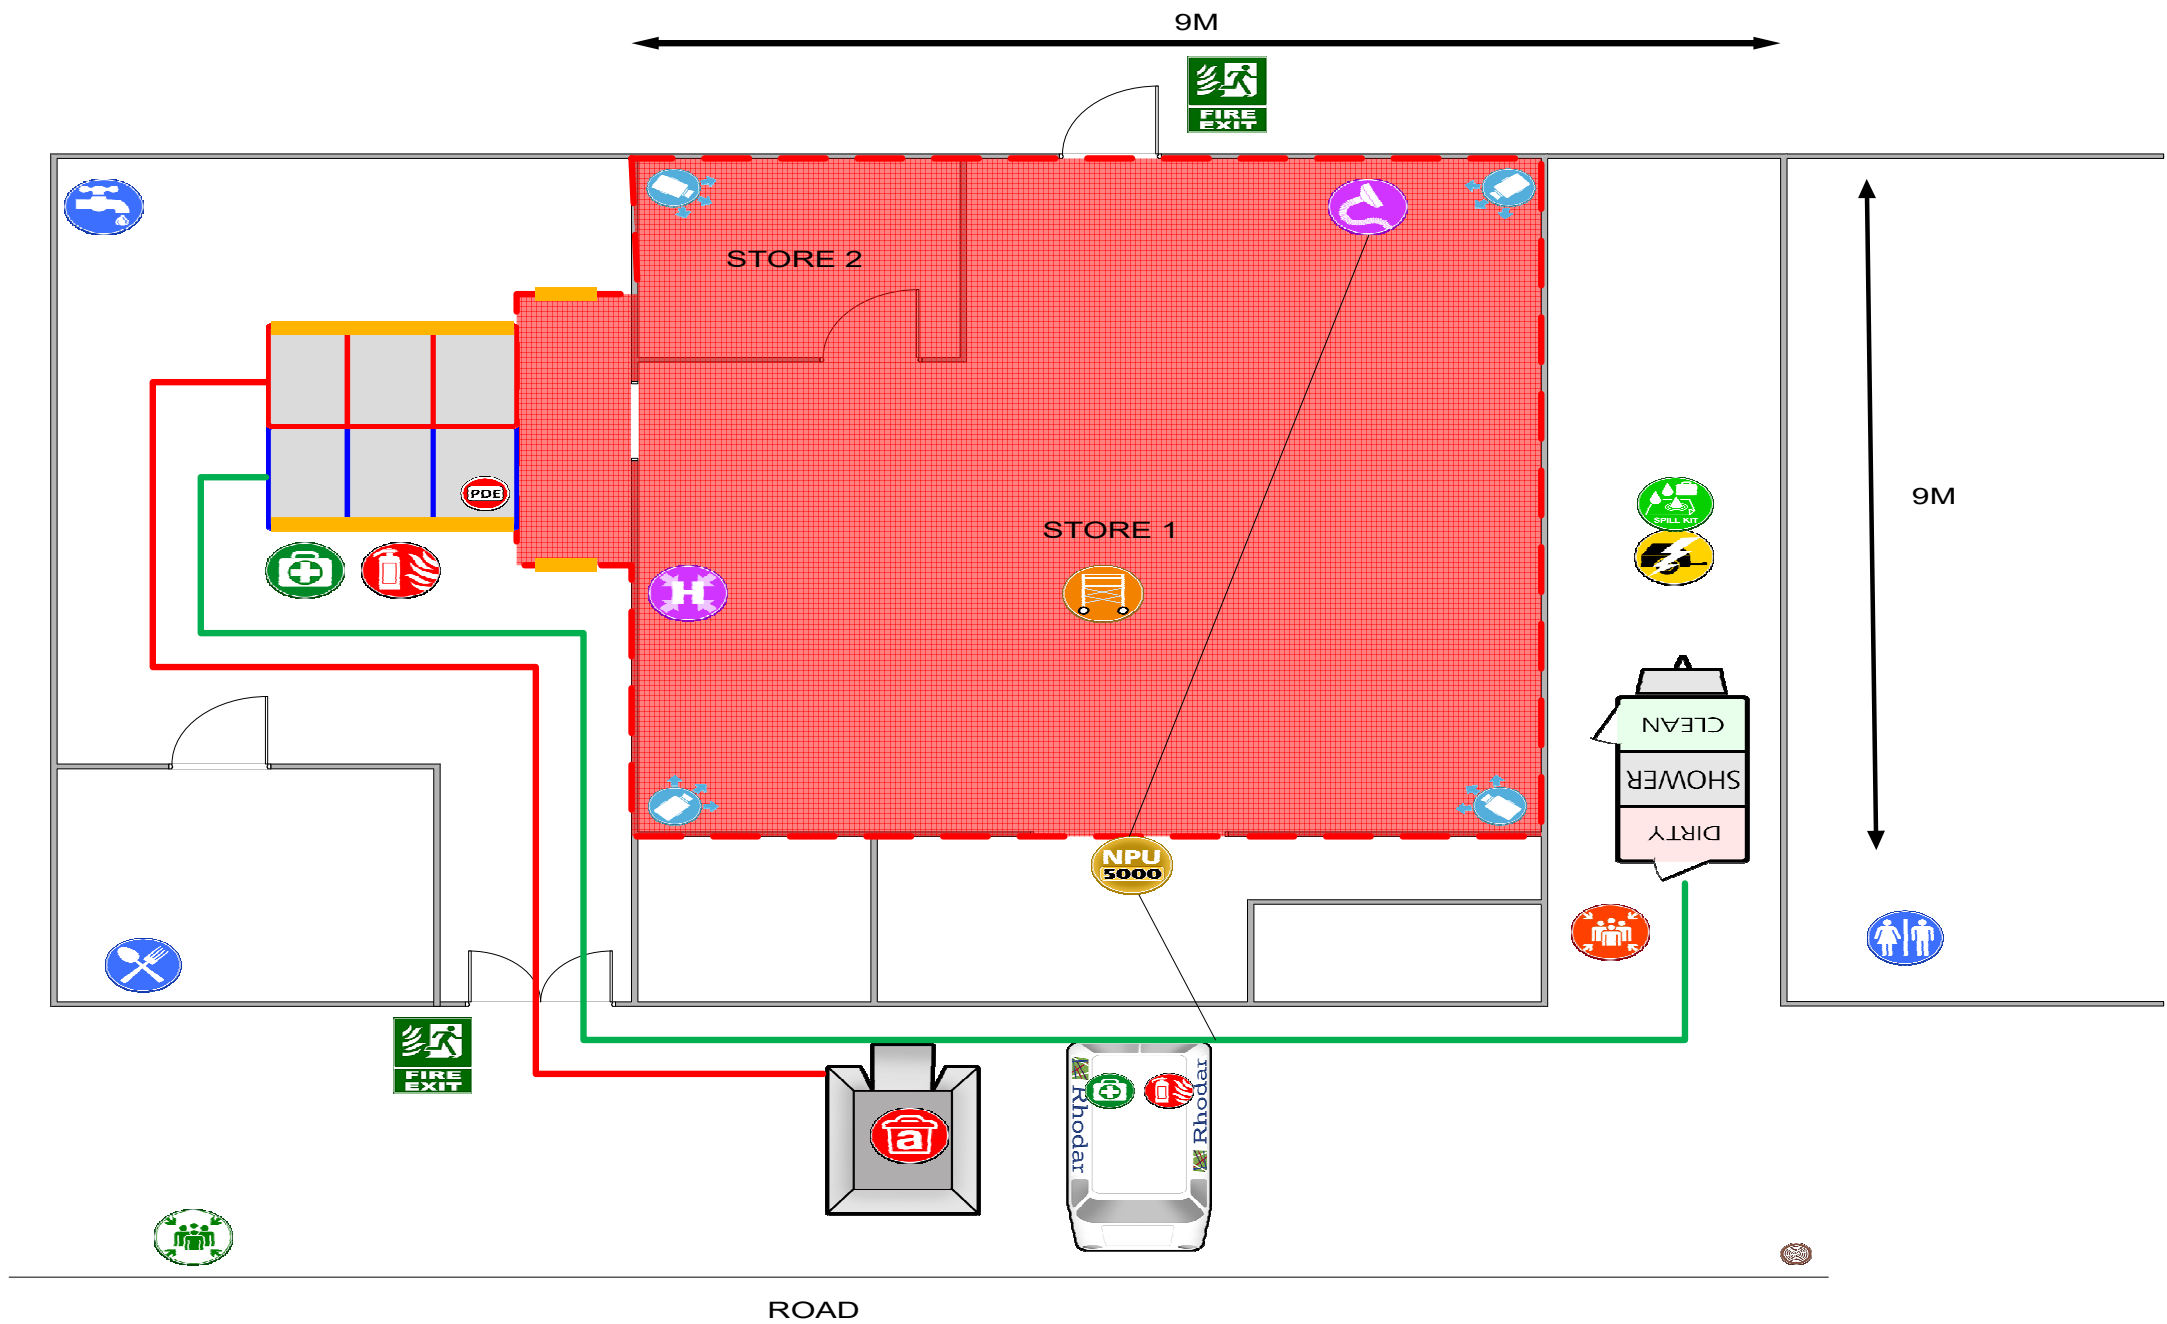 9M
FIRE
EXIT
STORE 2
9M
PDE
STORE 1
SPILL KIT
H
CLEAN
SHOWER
DIRTY
NPU
5000
FIRE
EXIT
Rhodar
Rhodar
a
ROAD